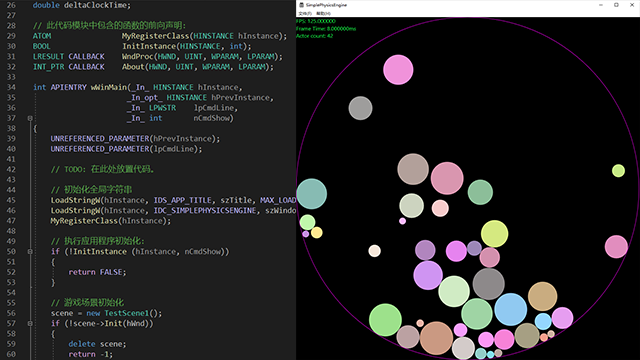 26 double deltaClockTime;
27
28 // 此代码模块中包含的函数的前向声明:
29 ATOM MyRegisterClass(HINSTANCE hInstance);
30 BOOL InitInstance(HINSTANCE, int);
31 LRESULT CALLBACK WndProc(HWND, UINT, WPARAM, LPARAM);
32 INT_PTR CALLBACK About(HWND, UINT, WPARAM, LPARAM);
33
34 int APIENTRY wWinMain(_In_ HINSTANCE hInstance,
35 _In_opt_ HINSTANCE hPrevInstance,
36 _In_ LPWSTR lpCmdLine,
37 _In_ int nCmdShow)
38 {
39 UNREFERENCED_PARAMETER(hPrevInstance);
40 UNREFERENCED_PARAMETER(lpCmdLine);
41
42 // TODO: 在此处放置代码。
43
44 // 初始化全局字符串
45 LoadStringW(hInstance, IDS_APP_TITLE, szTitle, MAX_LOAD
46 LoadStringW(hInstance, IDC_SIMPLEPHYSICSENGINE, szWindo
47 MyRegisterClass(hInstance);
48
49 // 执行应用程序初始化:
50 if (!InitInstance (hInstance, nCmdShow))
51 {
52 return FALSE;
53 }
54
55 // 游戏场景初始化
56 scene = new TestScene1();
57 if (!scene->Init(hWnd))
58 {
59 delete scene;
60 return -1;
SimplePhysicsEngine
文件(F) 帮助(H)
FPS: 125.000000
Frame Time: 8.000000ms
Actor count: 42